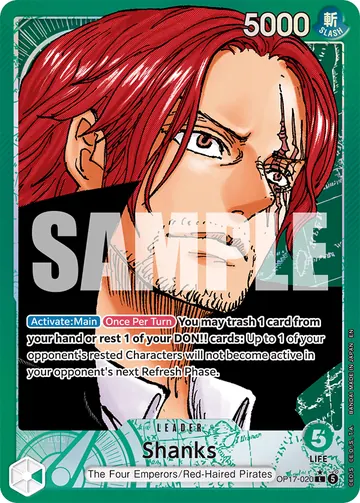 5000
斬
SLASH
SAMPLE
Activate:Main Once Per Turn You may trash 1 card from
your hand or rest 1 of your DON!! cards: Up to 1 of your
opponent's rested Characters will not become active in
your opponent's next Refresh Phase.
LEADER
5
LIFE
Shanks
The Four Emperors/Red-Haired Pirates
OP17-020 L